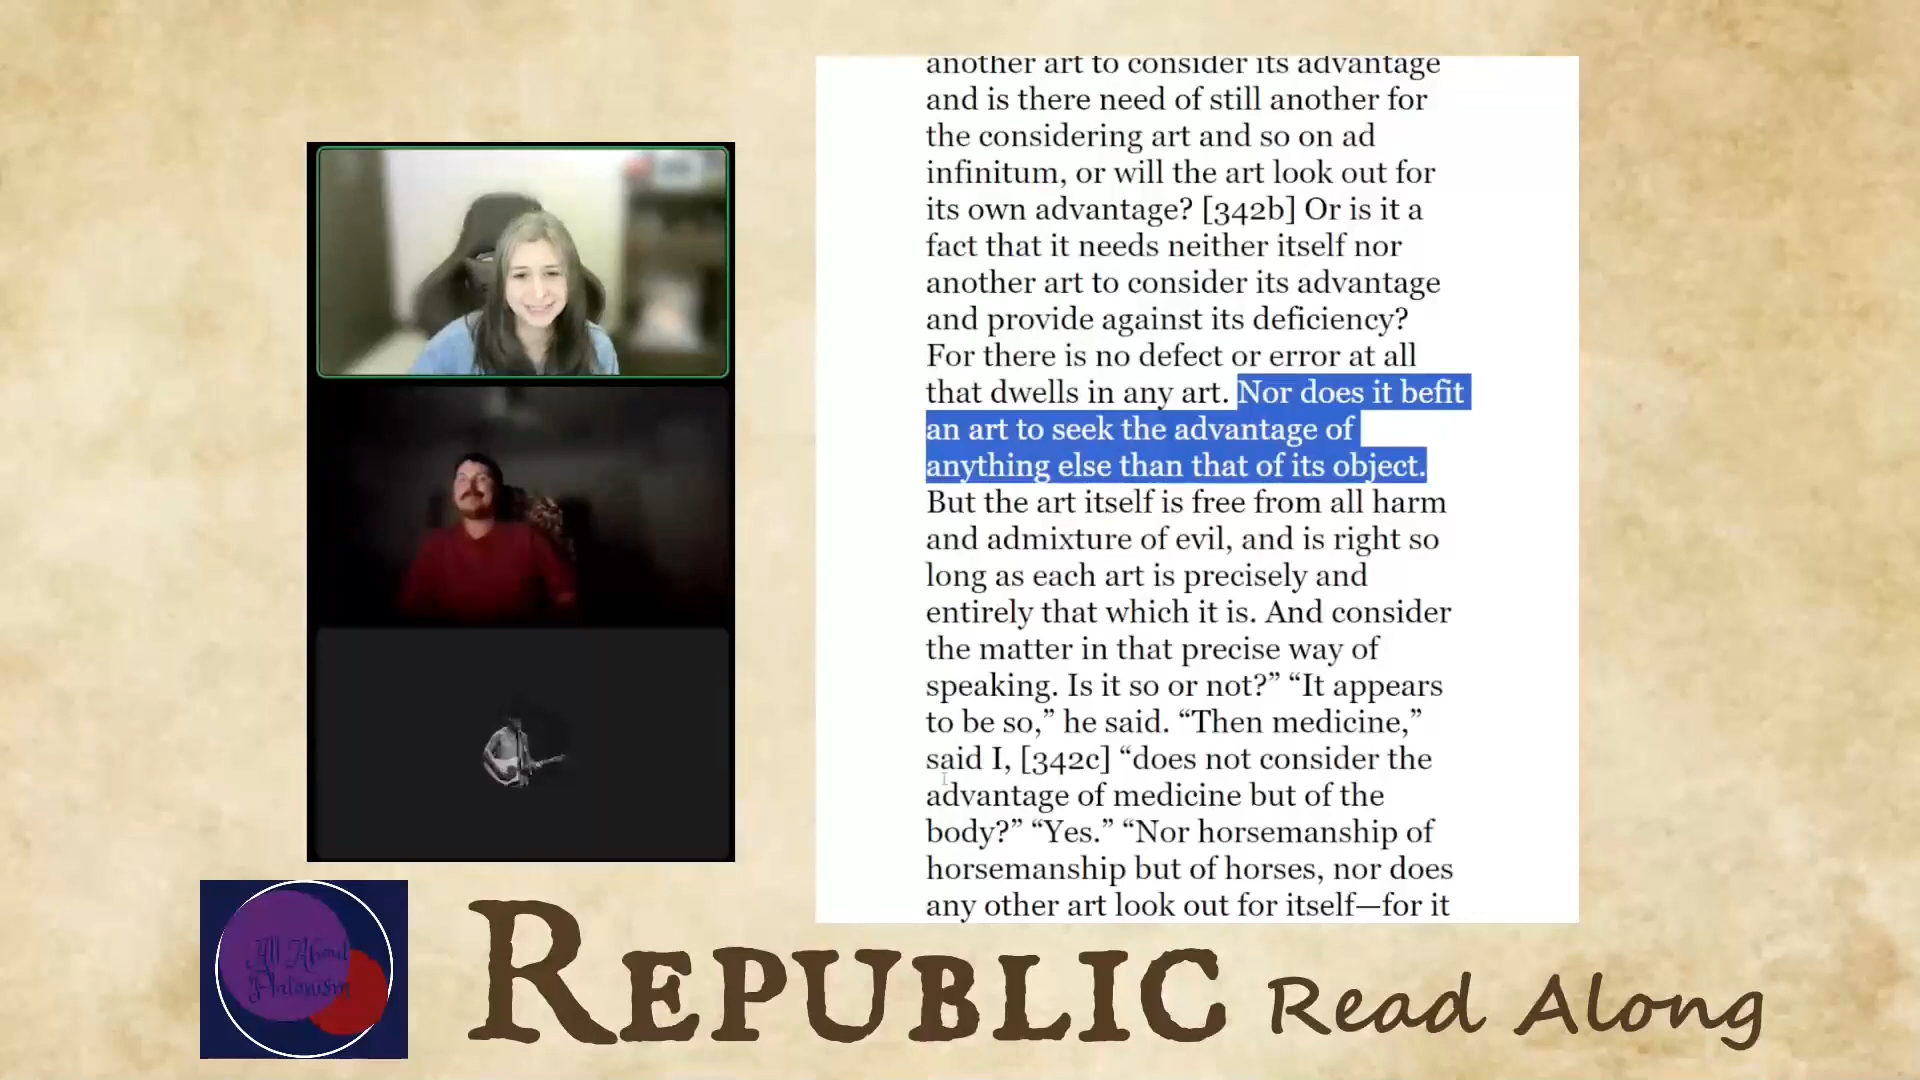 another art to consider its advantage
and is there need of still another for
the considering art and so on ad
infinitum, or will the art look out for
its own advantage? [342b] Or is it a
fact that it needs neither itself nor
another art to consider its advantage
and provide against its deficiency?
For there is no defect or error at all
that dwells in any art. Nor does it befit
an art to seek the advantage of
anything else than that of its object.
But the art itself is free from all harm
and admixture of evil, and is right so
long as each art is precisely and
entirely that which it is. And consider
the matter in that precise way of
speaking. Is it so or not?” “It appears
to be so,” he said. “Then medicine,”
said I, [342c] “does not consider the
advantage of medicine but of the
body?” “Yes.” “Nor horsemanship of
horsemanship but of horses, nor does
any other art look out for itself—for it
All About
Platonism
REPUBLIC Read Along